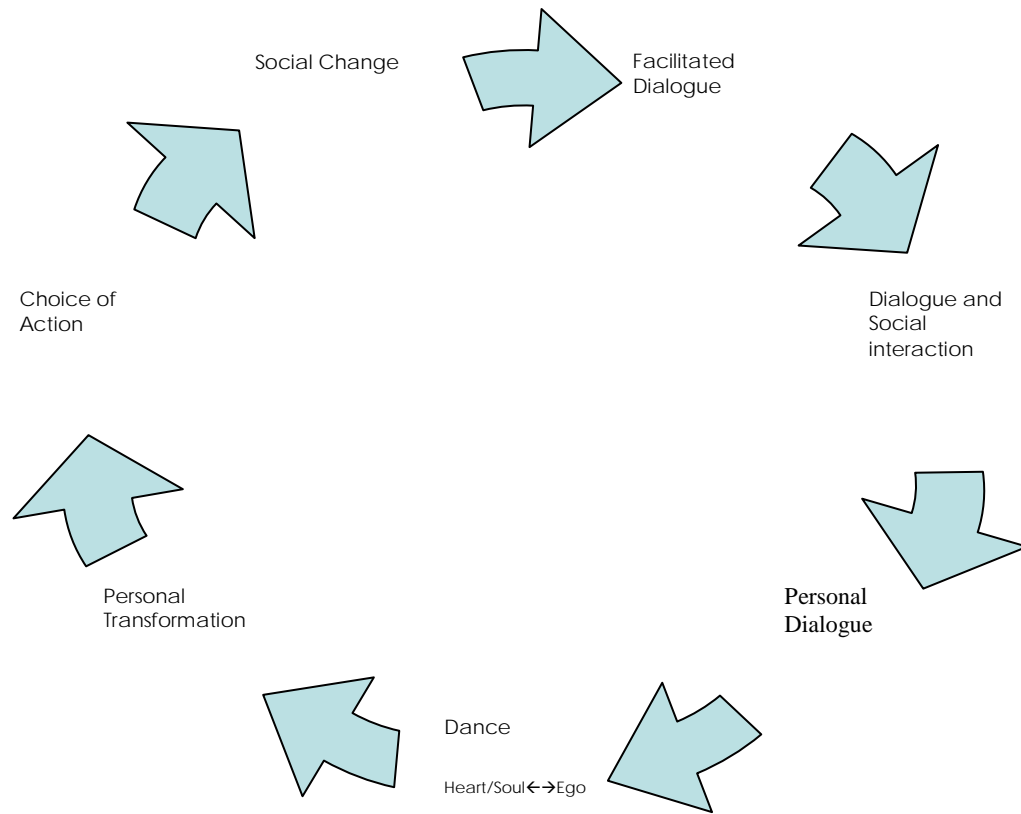 Social Change
Facilitated
Dialogue
Dialogue and
Social
interaction
Personal
Dialogue
Dance
Heart/Soul←→Ego
Personal
Transformation
Choice of
Action